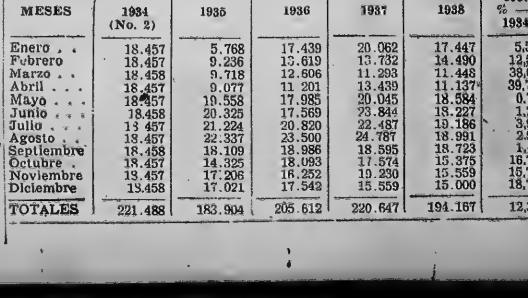 MESES 1934 1935 1936 1937 1938 %
(No. 2) 1934
Enero . . 18.457 5.768 17.439 20.062 17.447
Febrero 18.457 9.236 13.619 13.732 14.490
Marzo . . 18.458 9.718 12.606 11.293 11.448
Abril . . . 18.457 9.077 11 201 13.439 11.137
Mayo . . 18.457 19.558 17.985 20.045 18.584
Junio . . . 18.458 20.325 17.569 23.844 18.227
Julio . . . 18 457 21.224 20.820 22.487 19.186
Agosto . . . 18.457 22.337 23.500 24.787 18.991
Septiembre 18.458 18.109 18.986 18.595 18.723
Octubre . 18.457 14.325 18.093 17.574 15.375
Noviembre 18.457 17.206 16.252 19.230 15.559
Diciembre 18.458 17.021 17.542 15.559 15.000
TOTALES 221.488 183.904 205.612 220.647 194.167